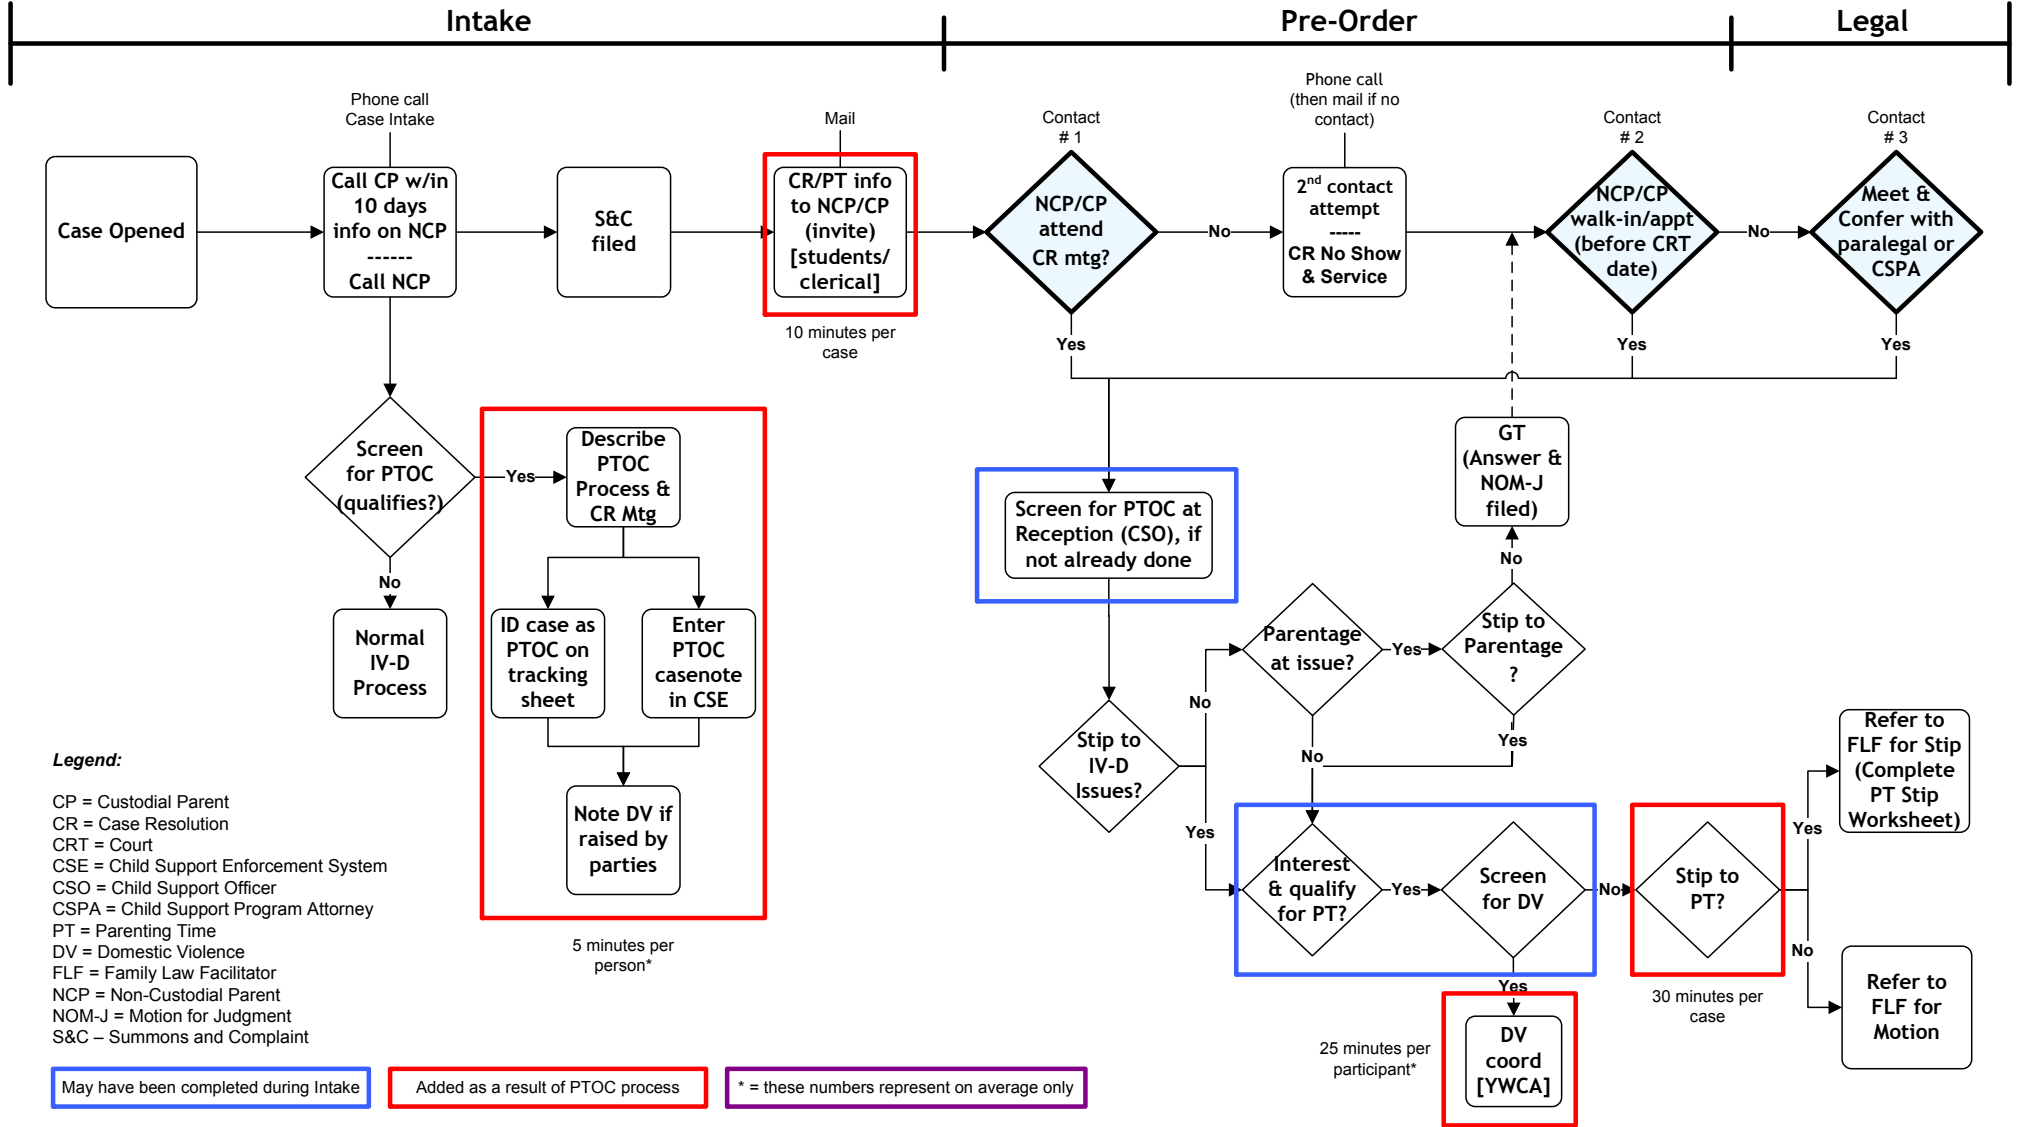 Intake
Pre-Order
Legal
Phone call
Case Intake
Mail
Contact
# 1
Phone call
(then mail if no
contact)
Contact
# 2
Contact
# 3
Case Opened
Call CP w/in
10 days
info on NCP
------
Call NCP
S&C
filed
CR/PT info
to NCP/CP
(invite)
[students/
clerical]
10 minutes per
case
NCP/CP
attend
CR mtg?
No
2nd contact
attempt
-----
CR No Show
& Service
NCP/CP
walk-in/appt
(before CRT
date)
No
Meet &
Confer with
paralegal or
CSPA
Yes
Yes
Yes
Screen
for PTOC
(qualifies?)
Yes
No
Normal
IV-D
Process
Describe
PTOC
Process &
CR Mtg
ID case as
PTOC on
tracking
sheet
Enter
PTOC
casenote
in CSE
Note DV if
raised by
parties
5 minutes per
person*
Screen for PTOC at
Reception (CSO), if
not already done
GT
(Answer &
NOM-J
filed)
No
Parentage
at issue?
Yes
Stip to
Parentage
?
No
Yes
No
Stip to
IV-D
Issues?
Yes
Interest
& qualify
for PT?
Yes
Screen
for DV
No
Stip to
PT?
Yes
No
Refer to
FLF for Stip
(Complete
PT Stip
Worksheet)
Refer to
FLF for
Motion
30 minutes per
case
Yes
DV
coord
[YWCA]
25 minutes per
participant*
Legend:
CP = Custodial Parent
CR = Case Resolution
CRT = Court
CSE = Child Support Enforcement System
CSO = Child Support Officer
CSPA = Child Support Program Attorney
PT = Parenting Time
DV = Domestic Violence
FLF = Family Law Facilitator
NCP = Non-Custodial Parent
NOM-J = Motion for Judgment
S&C – Summons and Complaint
May have been completed during Intake
Added as a result of PTOC process
* = these numbers represent on average only